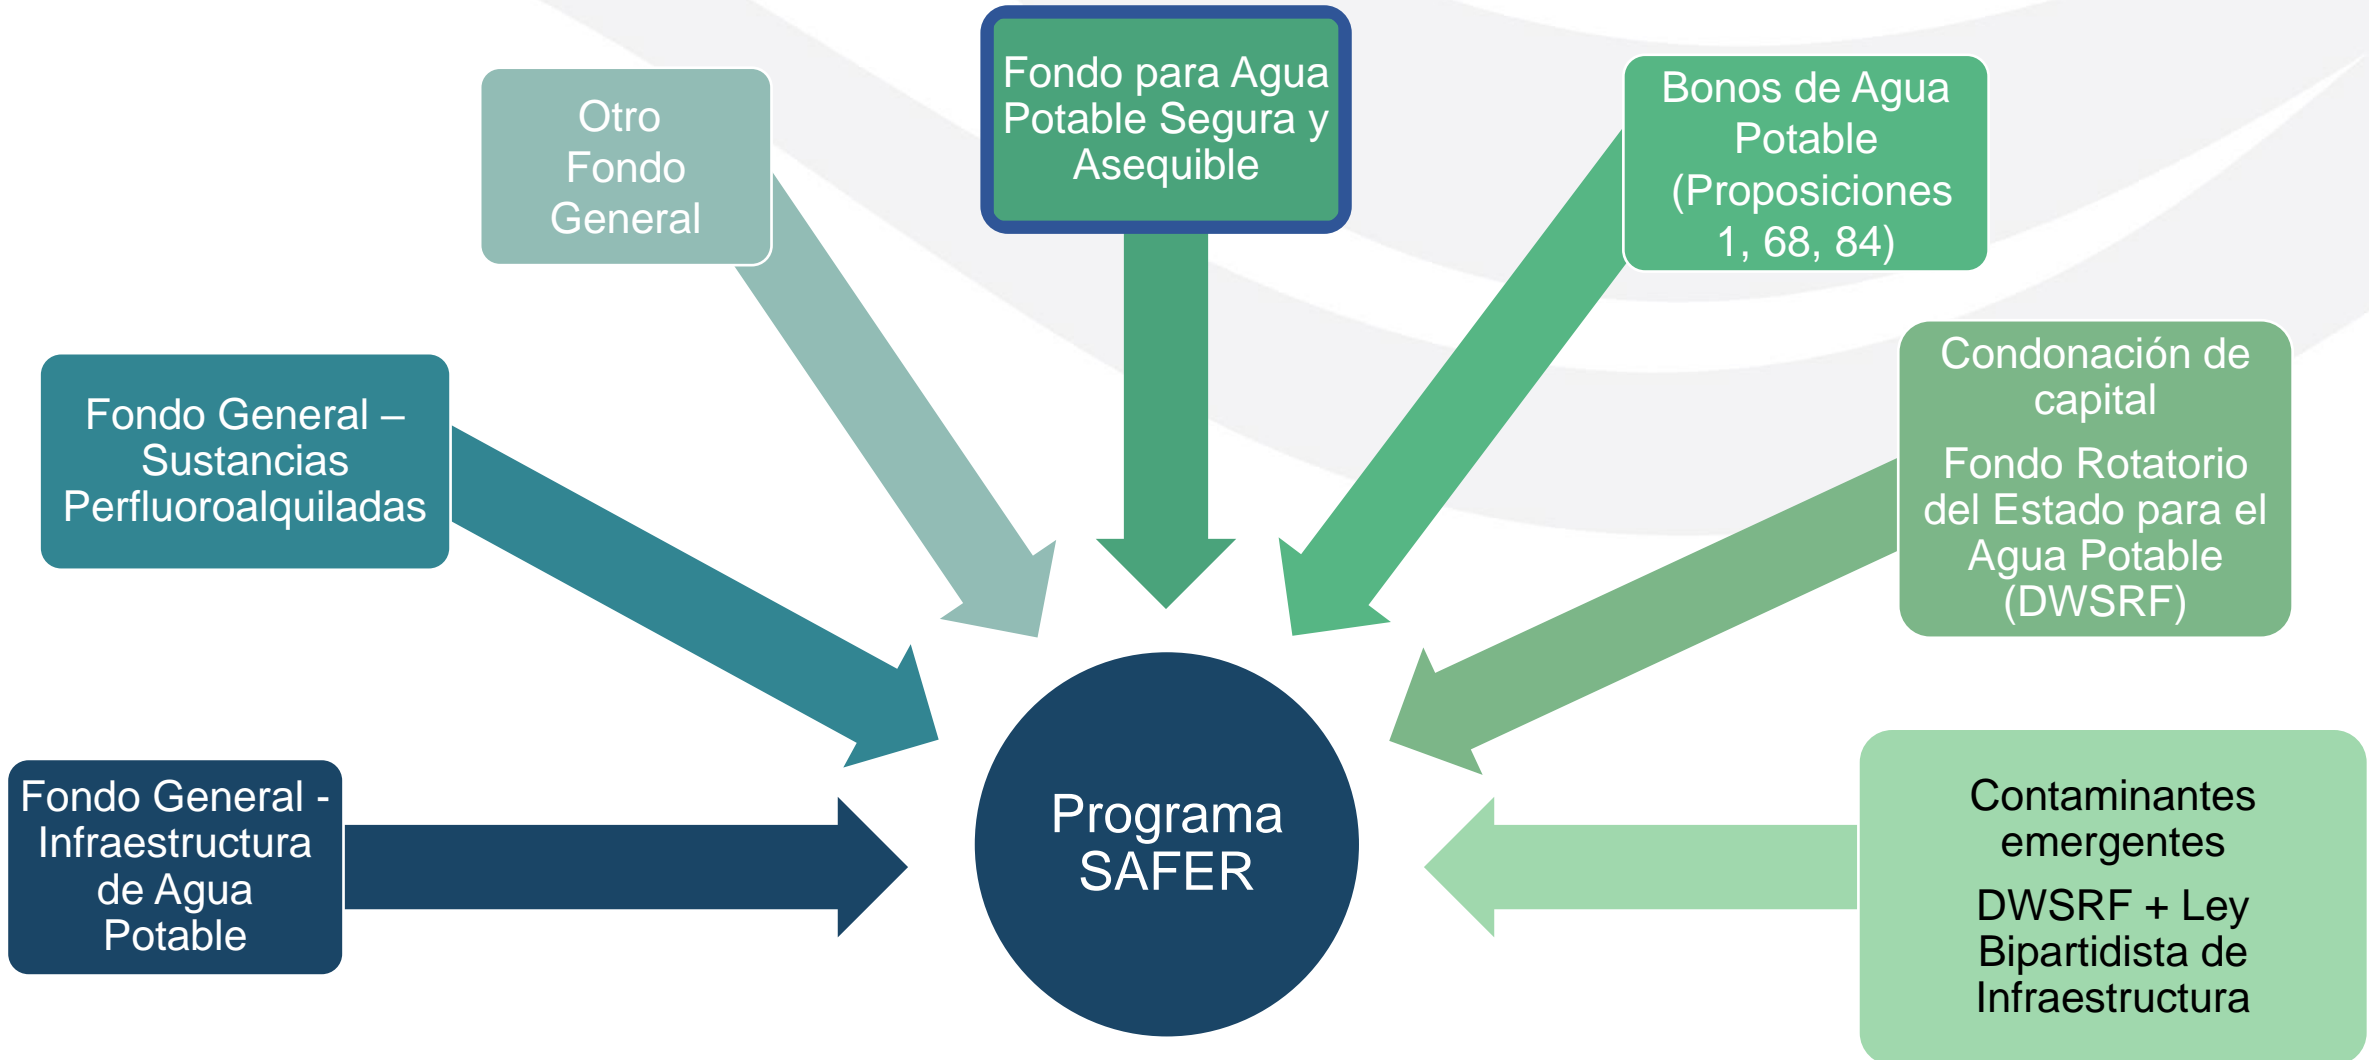 Fondo para Agua
Potable Segura y
Asequible
Otro
Fondo
General
Bonos de Agua
Potable
(Proposiciones
1, 68, 84)
Fondo General –
Sustancias
Perfluoroalquiladas
Condonación de
capital
Fondo Rotatorio
del Estado para el
Agua Potable
(DWSRF)
Fondo General -
Infraestructura
de Agua
Potable
Programa
SAFER
Contaminantes
emergentes
DWSRF + Ley
Bipartidista de
Infraestructura